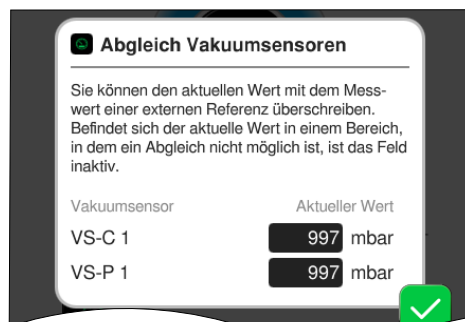 Abgleich Vakuumsensoren
Sie können den aktuellen Wert mit dem Mess-
wert einer externen Referenz überschreiben.
Befindet sich der aktuelle Wert in einem Bereich,
in dem ein Abgleich nicht möglich ist, ist das Feld
inaktiv.
Vakuumsensor Aktueller Wert
VS-C 1 997 mbar
VS-P 1 997 mbar